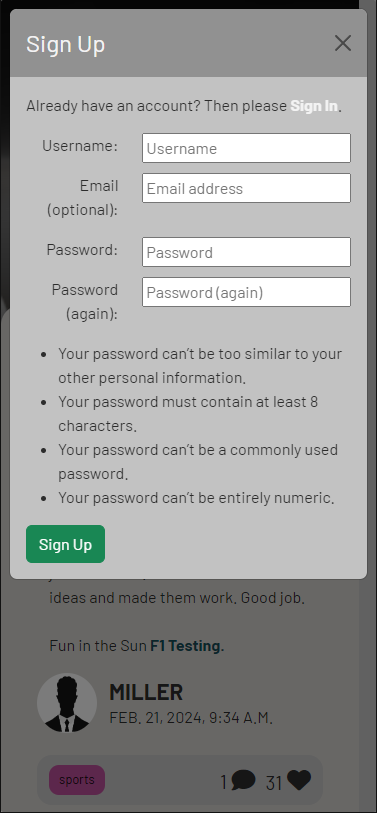 Sign Up
Already have an account? Then please Sign In.
Username:
Username
Email
(optional):
Email address
Password:
Password
Password
(again):
Password (again)
• Your password can’t be too similar to your
other personal information.
• Your password must contain at least 8
characters.
• Your password can’t be a commonly used
password.
• Your password can’t be entirely numeric.
Sign Up
ideas and made them work. Good job.
Fun in the Sun F1 Testing.
MILLER
FEB. 21, 2024, 9:34 A.M.
sports
1
31